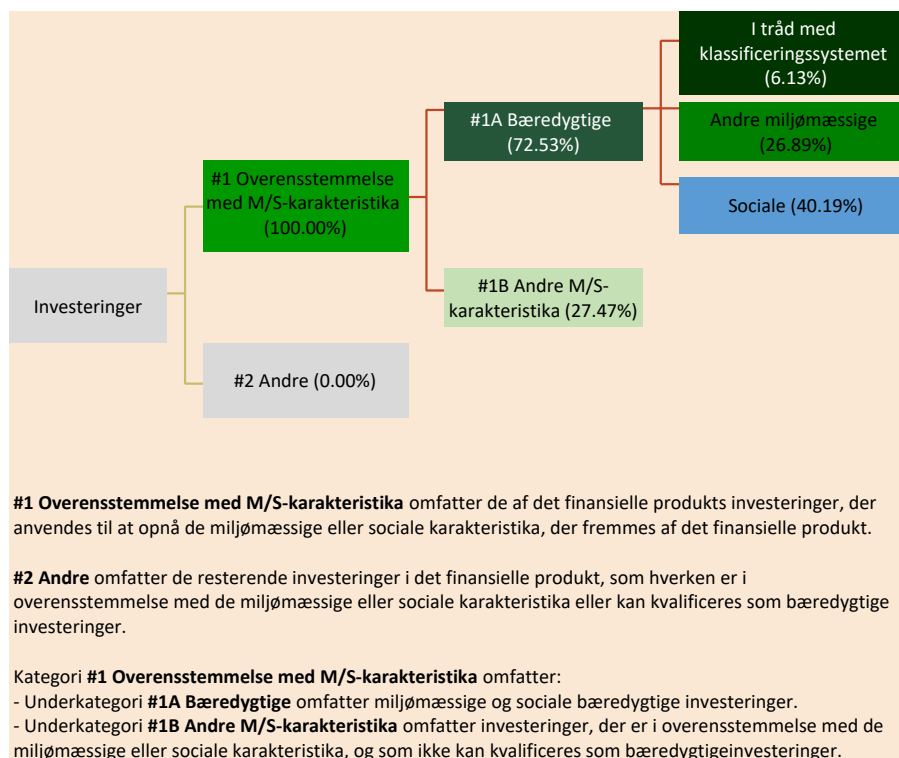 I tråd med
klassificeringssystemet
(6.13%)
#1A Bæredygtige
(72.53%)
Andre miljømæssige
(26.89%)
#1 Overensstemmelse
med M/S-karakteristika
(100.00%)
Sociale (40.19%)
Investeringer
#1B Andre M/S-
karakteristika (27.47%)
#2 Andre (0.00%)
#1 Overensstemmelse med M/S-karakteristika omfatter de af det finansielle produkts investeringer, der
anvendes til at opnå de miljømæssige eller sociale karakteristika, der fremmes af det finansielle produkt.
#2 Andre omfatter de resterende investeringer i det finansielle produkt, som hverken er i
overensstemmelse med de miljømæssige eller sociale karakteristika eller kan kvalificeres som bæredygtige
investeringer.
Kategori #1 Overensstemmelse med M/S-karakteristika omfatter:
- Underkategori #1A Bæredygtige omfatter miljømæssige og sociale bæredygtige investeringer.
- Underkategori #1B Andre M/S-karakteristika omfatter investeringer, der er i overensstemmelse med de
miljømæssige eller sociale karakteristika, og som ikke kan kvalificeres som bæredygtigeinvesteringer.